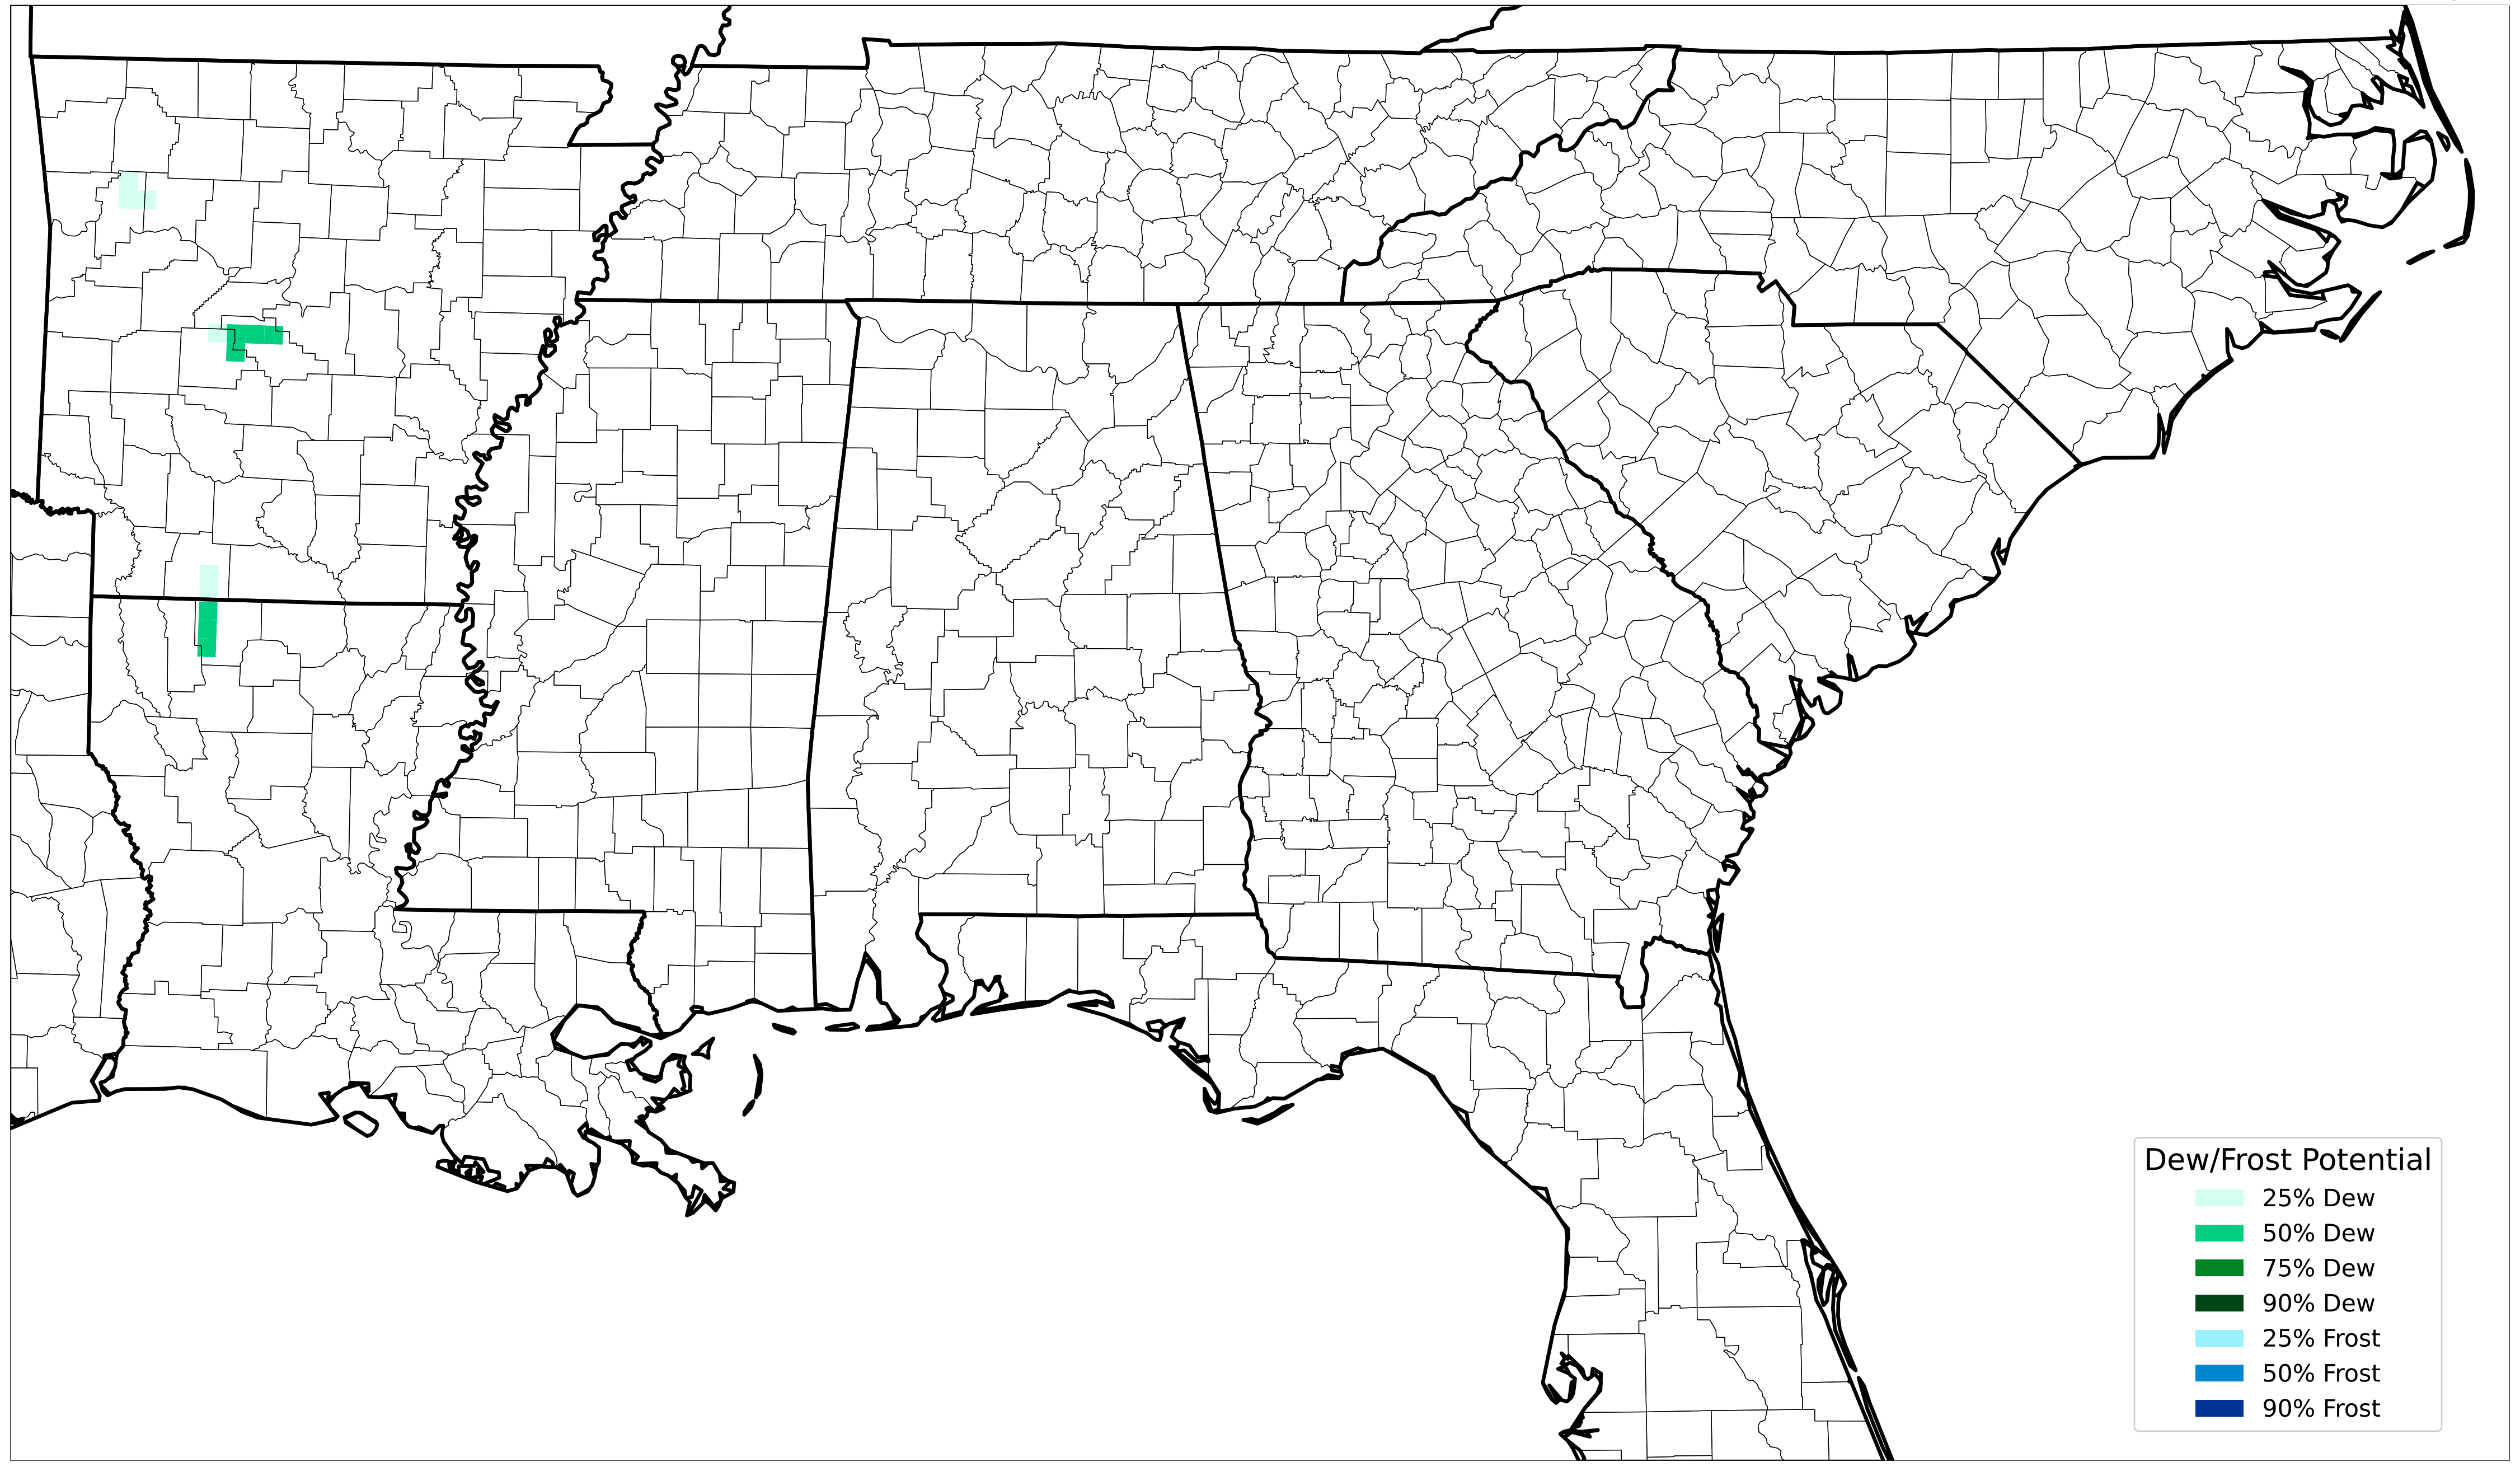 Dew/Frost Potential
25% Dew
50% Dew
75% Dew
90% Dew
25% Frost
50% Frost
90% Frost